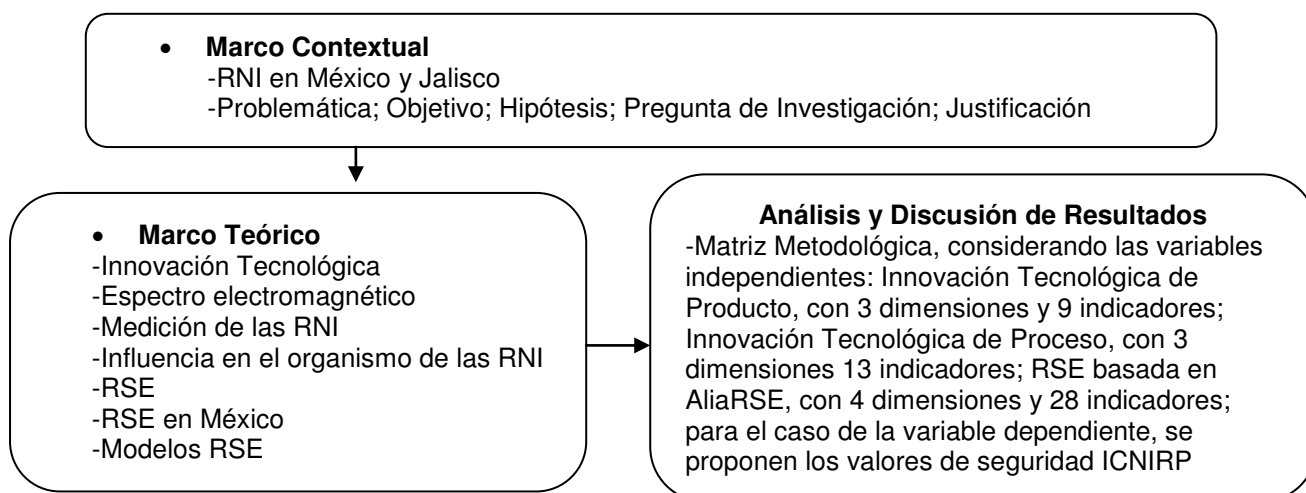 • Marco Contextual
-RNI en México y Jalisco
-Problemática; Objetivo; Hipótesis; Pregunta de Investigación; Justificación
• Marco Teórico
-Innovación Tecnológica
-Espectro electromagnético
-Medición de las RNI
-Influencia en el organismo de las RNI
-RSE
-RSE en México
-Modelos RSE
Análisis y Discusión de Resultados
-Matriz Metodológica, considerando las variables
independientes: Innovación Tecnológica de
Producto, con 3 dimensiones y 9 indicadores;
Innovación Tecnológica de Proceso, con 3
dimensiones 13 indicadores; RSE basada en
AliaRSE, con 4 dimensiones y 28 indicadores;
para el caso de la variable dependiente, se
proponen los valores de seguridad ICNIRP